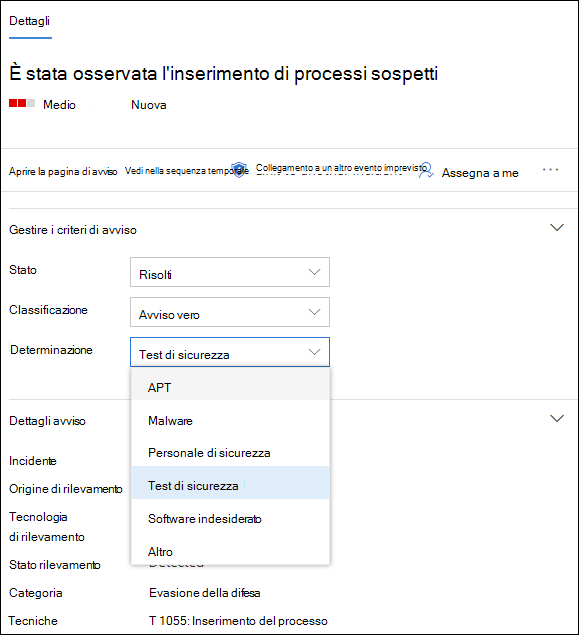 Dettagli
È stata osservata l'inserimento di processi sospetti
Medio Nuova
Aprire la pagina di avviso Vedi nella sequenza temporale Collegamento a un altro evento imprevisto Assegna a me ...
Gestire i criteri di avviso
Stato Risolti
Classificazione Avviso vero
Determinazione Test di sicurezza
APT
Dettagli avviso Malware
Incidente Personale di sicurezza
Origine di rilevamento Test di sicurezza
Tecnologia
di rilevamento Software indesiderato
Altro
Stato rilevamento Detected
Categoria Evasione della difesa
Tecniche T 1055: Inserimento del processo